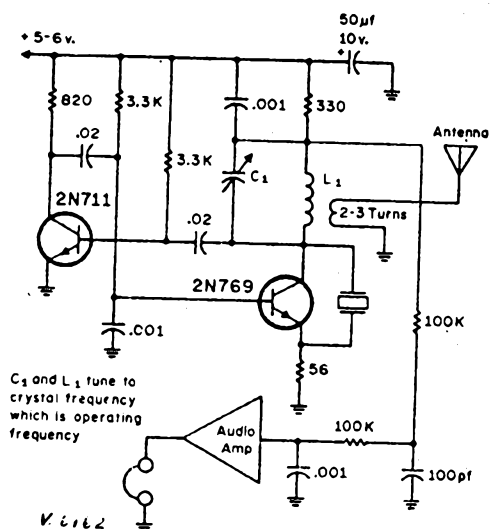 50μf
10v.
+
+ 5-6 v.
820
3.3K
.001
330
Antenna
.02
3.3K
C₁
L₁
2-3 Turns
2N711
.02
2N769
.001
100K
56
C₁ and L₁ tune to
crystal frequency
which is operating
frequency
100K
Audio
Amp
.001
100pf